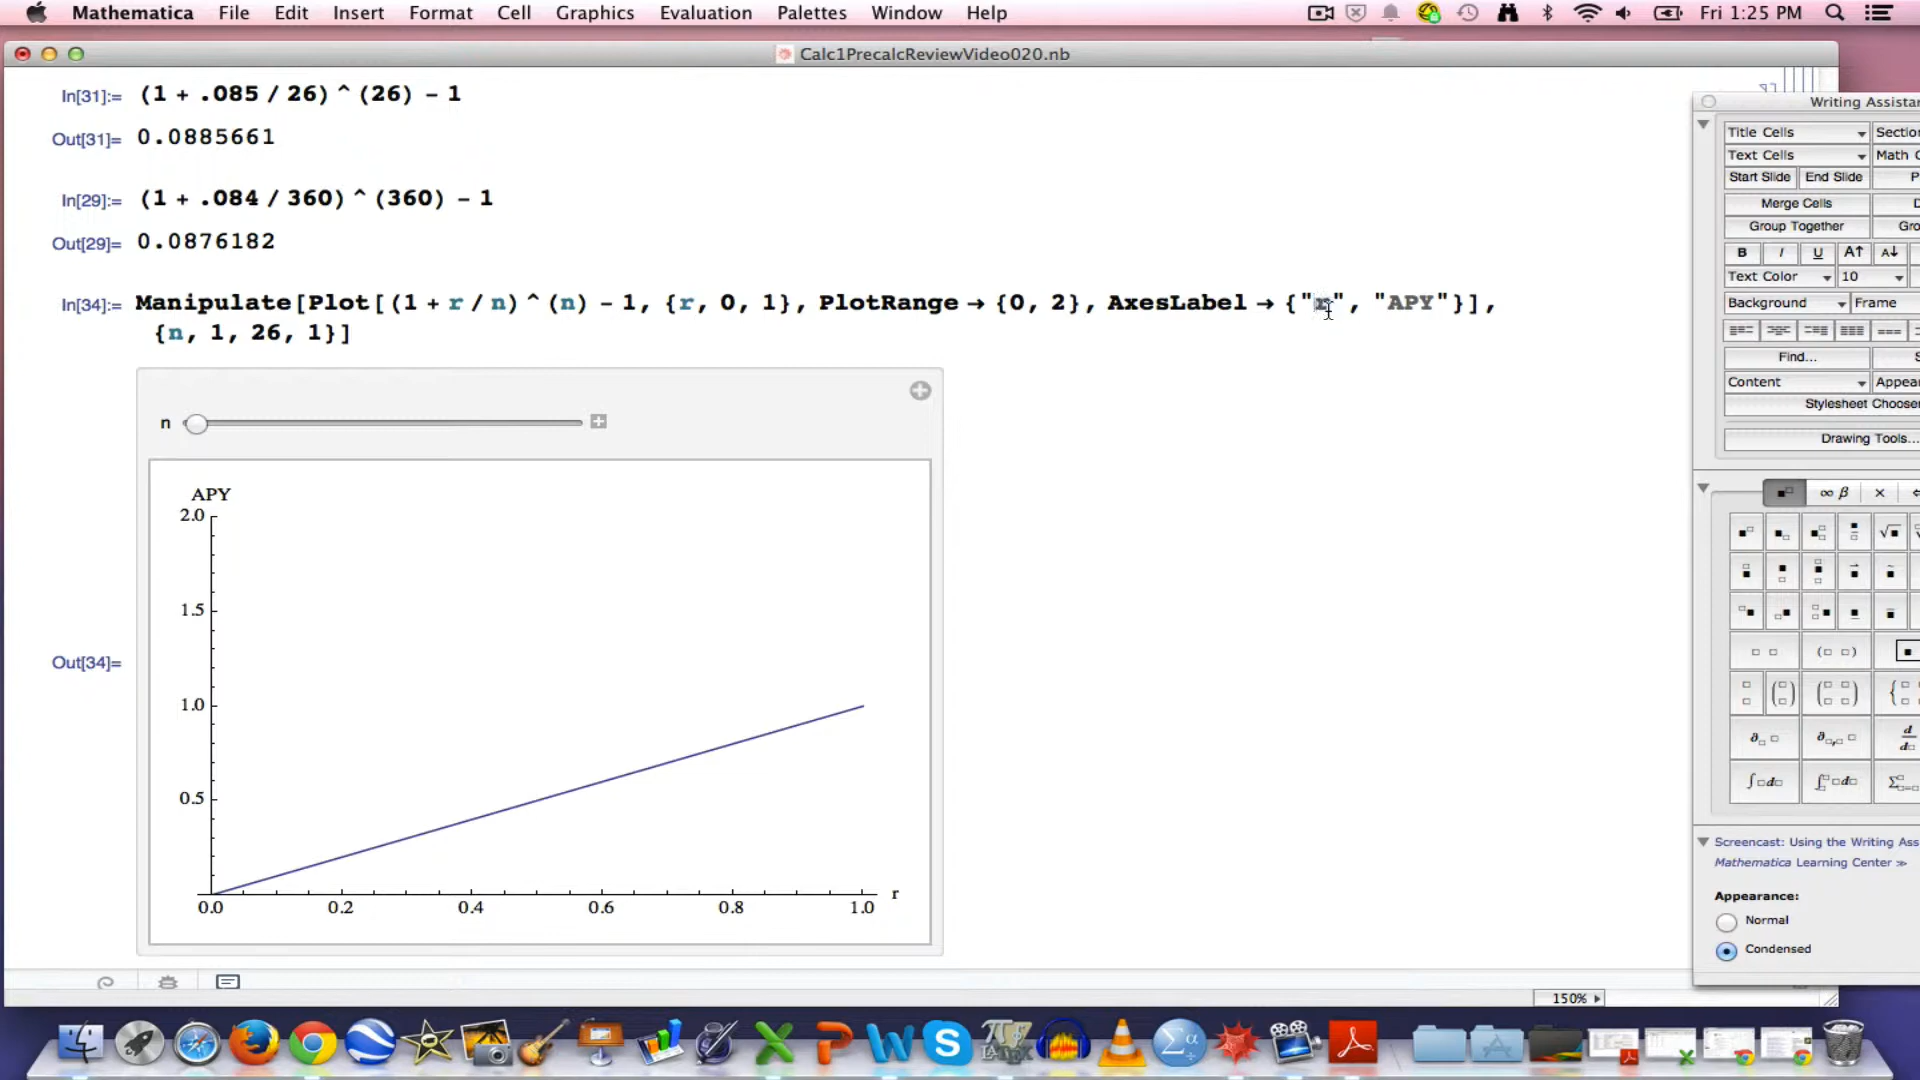 Mathematica File Edit Insert Format Cell Graphics Evaluation Palettes Window Help Fri 1:25 PM
Calc1PrecalcReviewVideo020.nb
In[31]:= (1 + .085 / 26) ^ (26) - 1
Out[31]= 0.0885661
In[29]:= (1 + .084 / 360) ^ (360) - 1
Out[29]= 0.0876182
In[34]:= Manipulate[Plot[(1 + r / n) ^ (n) - 1, {r, 0, 1}, PlotRange → {0, 2}, AxesLabel → {"r", "APY"}],
{n, 1, 26, 1}]
n
APY
2.0
1.5
1.0
0.5
r
0.0 0.2 0.4 0.6 0.8 1.0
Out[34]=
150%
Writing Assistan
Title Cells Section
Text Cells Math C
Start Slide End Slide P
Merge Cells D
Group Together Gro
B I U A↑ A↓
Text Color 10
Background Frame
Find... S
Content Appear
Stylesheet Chooser
Drawing Tools...
∞ β ×
Screencast: Using the Writing Ass
Mathematica Learning Center »
Appearance:
Normal
Condensed